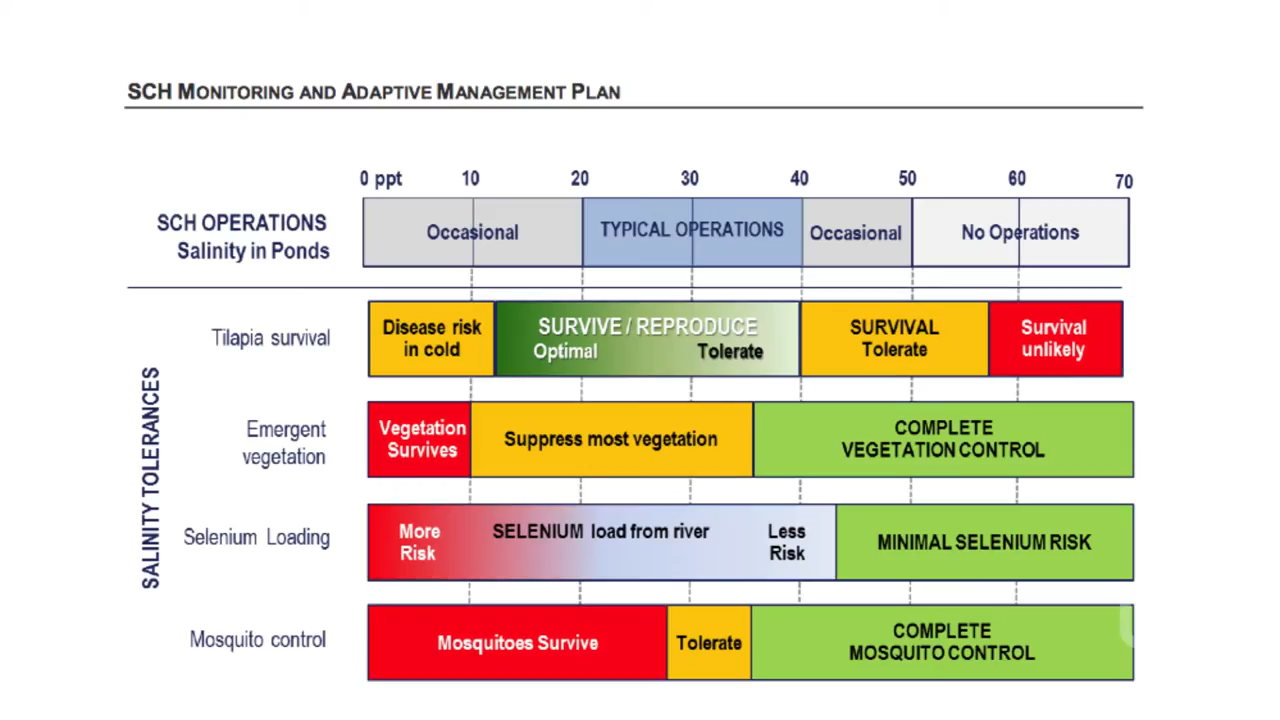 SCH MONITORING AND ADAPTIVE MANAGEMENT PLAN
0 ppt 10 20 30 40 50 60 70
SCH OPERATIONS
Salinity in Ponds
Occasional TYPICAL OPERATIONS Occasional No Operations
SALINITY TOLERANCES
Tilapia survival
Disease risk
in cold
SURVIVE / REPRODUCE
Optimal Tolerate
SURVIVAL
Tolerate
Survival
unlikely
Emergent
vegetation
Vegetation
Survives
Suppress most vegetation
COMPLETE
VEGETATION CONTROL
Selenium Loading
More
Risk
SELENIUM load from river
Less
Risk
MINIMAL SELENIUM RISK
Mosquito control
Mosquitoes Survive
Tolerate
COMPLETE
MOSQUITO CONTROL